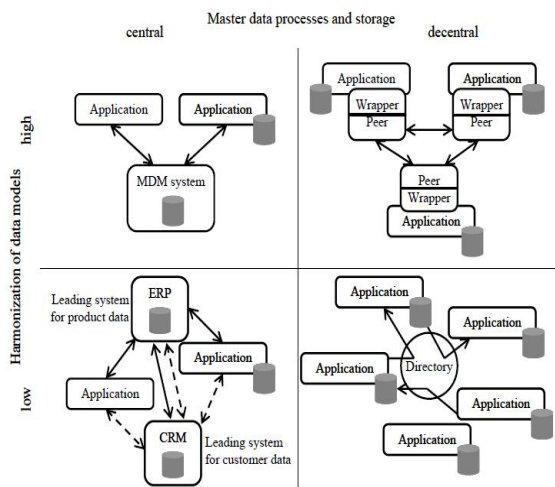 Master data processes and storage
central
decentral
Harmonization of data models
high
low
Application
Application
MDM system
Application
Wrapper
Peer
Application
Wrapper
Peer
Peer
Wrapper
Application
ERP
Leading system
for product data
Application
Application
CRM
Leading system
for customer data
Application
Application
Application
Directory
Application
Application